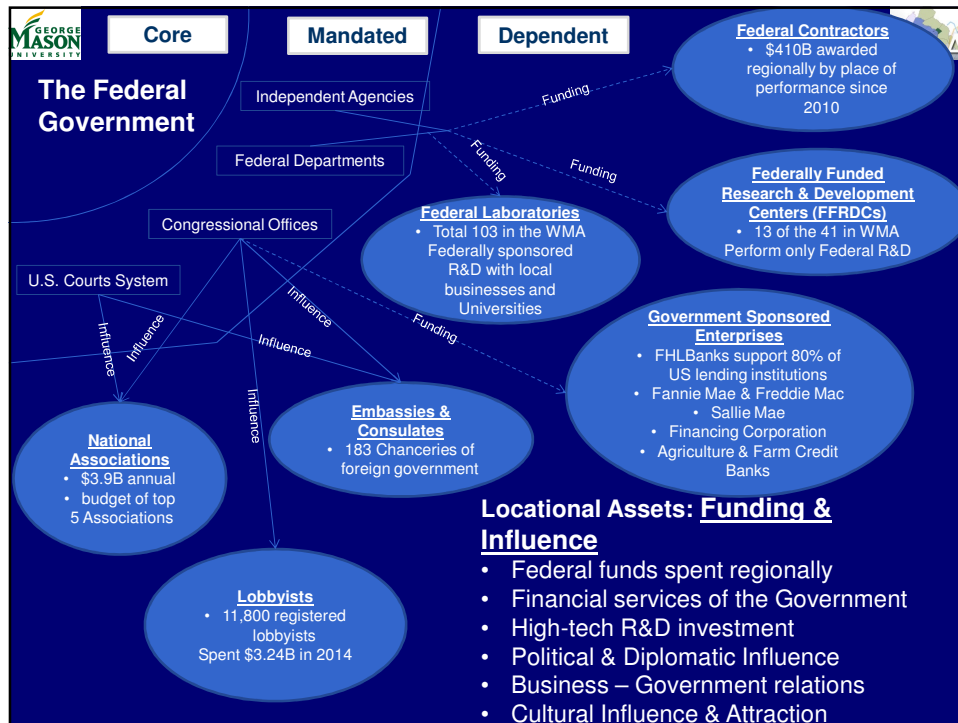 GEORGE
MASON
UNIVERSITY
Core
Mandated
Dependent
The Federal
Government
Independent Agencies
Federal Departments
Congressional Offices
U.S. Courts System
Funding
Funding
Funding
Funding
Influence
Influence
Influence
Influence
Influence
Federal Contractors
• $410B awarded
regionally by place of
performance since
2010
Federally Funded
Research & Development
Centers (FFRDCs)
• 13 of the 41 in WMA
Perform only Federal R&D
Federal Laboratories
• Total 103 in the WMA
Federally sponsored
R&D with local
businesses and
Universities
Government Sponsored
Enterprises
• FHLBanks support 80% of
US lending institutions
• Fannie Mae & Freddie Mac
• Sallie Mae
• Financing Corporation
• Agriculture & Farm Credit
Banks
Embassies &
Consulates
• 183 Chanceries of
foreign government
National
Associations
• $3.9B annual
• budget of top
5 Associations
Lobbyists
• 11,800 registered
lobbyists
Spent $3.24B in 2014
Locational Assets: Funding &
Influence
• Federal funds spent regionally
• Financial services of the Government
• High-tech R&D investment
• Political & Diplomatic Influence
• Business – Government relations
• Cultural Influence & Attraction